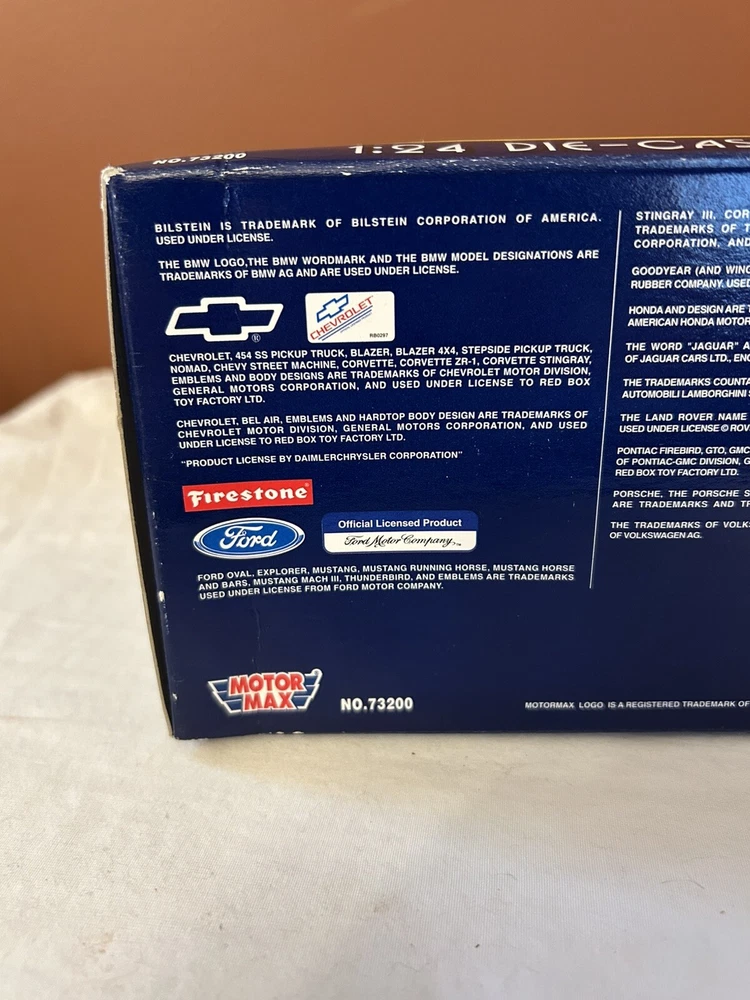 NO.73200
1:24 DIE-CAS
BILSTEIN IS TRADEMARK OF BILSTEIN CORPORATION OF AMERICA.
USED UNDER LICENSE.
THE BMW LOGO,THE BMW WORDMARK AND THE BMW MODEL DESIGNATIONS ARE
TRADEMARKS OF BMW AG AND ARE USED UNDER LICENSE.
®
CHEVROLET
RB0297
CHEVROLET, 454 SS PICKUP TRUCK, BLAZER, BLAZER 4X4, STEPSIDE PICKUP TRUCK,
NOMAD, CHEVY STREET MACHINE, CORVETTE, CORVETTE ZR-1, CORVETTE STINGRAY,
EMBLEMS AND BODY DESIGNS ARE TRADEMARKS OF CHEVROLET MOTOR DIVISION,
GENERAL MOTORS CORPORATION, AND USED UNDER LICENSE TO RED BOX
TOY FACTORY LTD.
CHEVROLET, BEL AIR, EMBLEMS AND HARDTOP BODY DESIGN ARE TRADEMARKS OF
CHEVROLET MOTOR DIVISION, GENERAL MOTORS CORPORATION, AND USED
UNDER LICENSE TO RED BOX TOY FACTORY LTD.
"PRODUCT LICENSE BY DAIMLERCHRYSLER CORPORATION"
Firestone
Ford
Official Licensed Product
Ford Motor Company
FORD OVAL, EXPLORER, MUSTANG, MUSTANG RUNNING HORSE, MUSTANG HORSE
AND BARS, MUSTANG MACH III, THUNDERBIRD, AND EMBLEMS ARE TRADEMARKS
USED UNDER LICENSE FROM FORD MOTOR COMPANY.
MOTOR
MAX
NO.73200
STINGRAY III, COR
TRADEMARKS OF T
CORPORATION, AND
GOODYEAR (AND WING
RUBBER COMPANY. USED
HONDA AND DESIGN ARE T
AMERICAN HONDA MOTOR
THE WORD "JAGUAR" A
OF JAGUAR CARS LTD., ENG
THE TRADEMARKS COUNTA
AUTOMOBILI LAMBORGHINI S
THE LAND ROVER NAME
USED UNDER LICENSE © ROV
PONTIAC FIREBIRD, GTO, GMC
OF PONTIAC-GMC DIVISION, G
RED BOX TOY FACTORY LTD.
PORSCHE, THE PORSCHE S
ARE TRADEMARKS AND TR
THE TRADEMARKS OF VOLKS
OF VOLKSWAGEN AG.
MOTORMAX LOGO IS A REGISTERED TRADEMARK OF